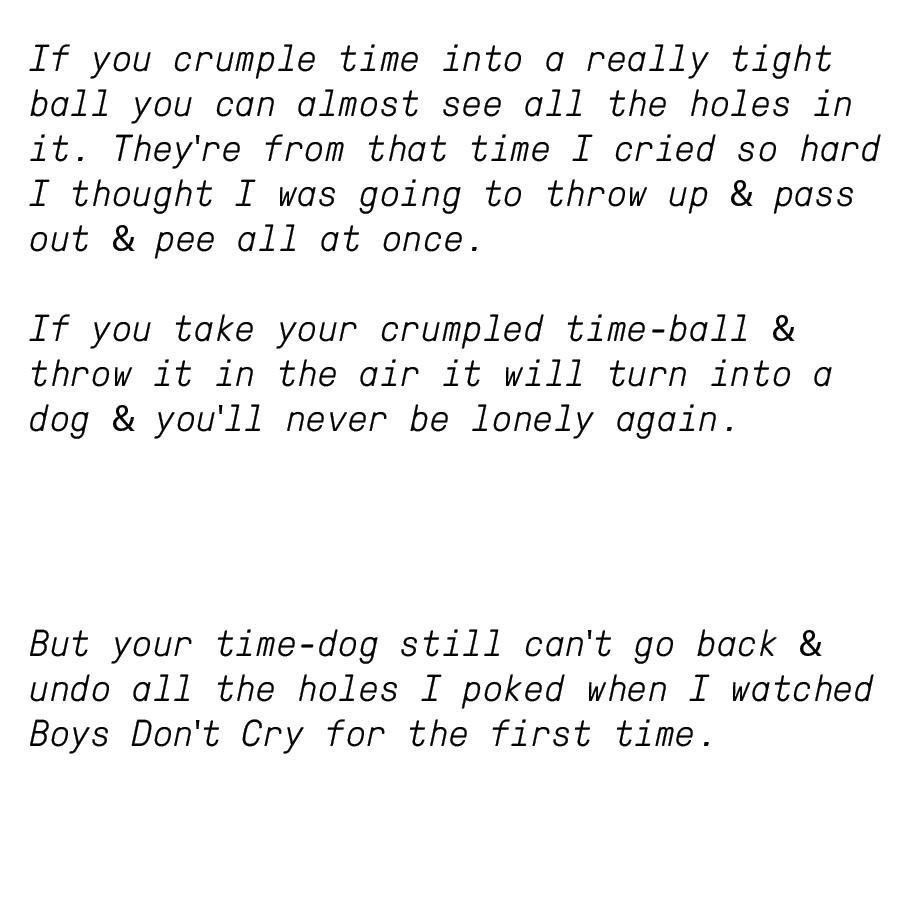 If you crumple time into a really tight
ball you can almost see all the holes in
it. They're from that time I cried so hard
I thought I was going to throw up & pass
out & pee all at once.
If you take your crumpled time-ball &
throw it in the air it will turn into a
dog & you'll never be lonely again.
But your time-dog still can't go back &
undo all the holes I poked when I watched
Boys Don't Cry for the first time.